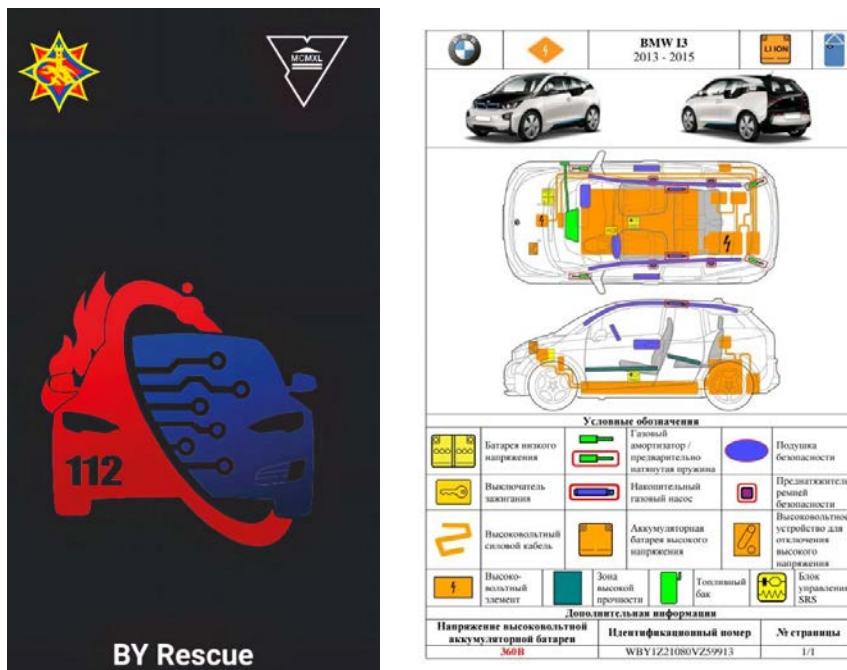 MCMXL
112
BY Rescue
BMW I3
2013 - 2015
LI ION
Условные обозначения
Батарея низкого
напряжения
Газовый
амортизатор /
предварительно
натянутая пружина
Подушка
безопасности
Выключатель
зажигания
Накопительный
газовый насос
Преднатяжитель
ремней
безопасности
Высоковольтный
силовой кабель
Аккумуляторная
батарея высокого
напряжения
Высоковольтное
устройство для
отключения
высокого
напряжения
Высоко-
вольтный
элемент
Зона
высокой
прочности
Топливный
бак
Блок
управления
SRS
Дополнительная информация
Напряжение высоковольтной
аккумуляторной батареи
Идентификационный номер
№ страницы
360В
WBY1Z21080VZ59913
1/1